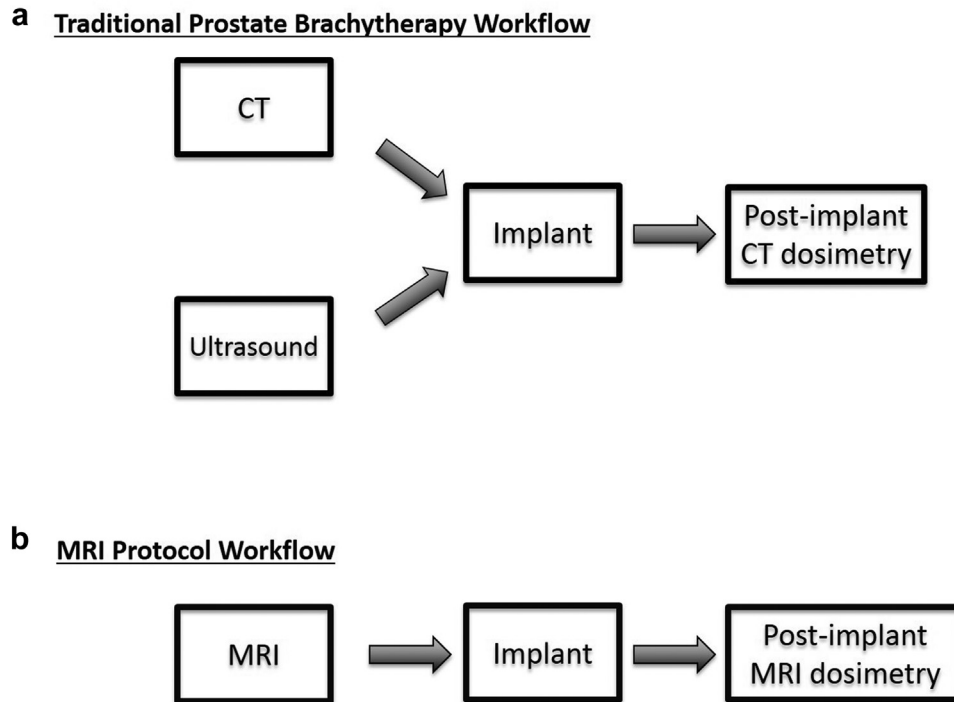 a Traditional Prostate Brachytherapy Workflow
CT
Ultrasound
Implant
Post-implant
CT dosimetry
b MRI Protocol Workflow
MRI
Implant
Post-implant
MRI dosimetry